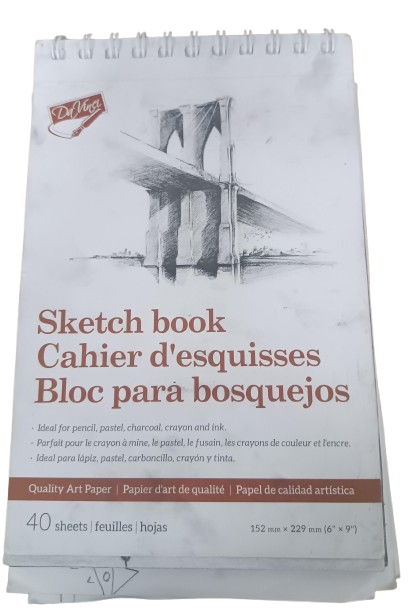 Da Vinci
Sketch book
Cahier d'esquisses
Bloc para bosquejos
· Ideal for pencil, pastel, charcoal, crayon and ink.
· Parfait pour le crayon à mine, le pastel, le fusain, les crayons de couleur et l'encre.
· Ideal para lápiz, pastel, carboncillo, crayón y tinta.
Quality Art Paper | Papier d'art de qualité | Papel de calidad artística
40 sheets | feuilles | hojas 152 mm × 229 mm (6" × 9")